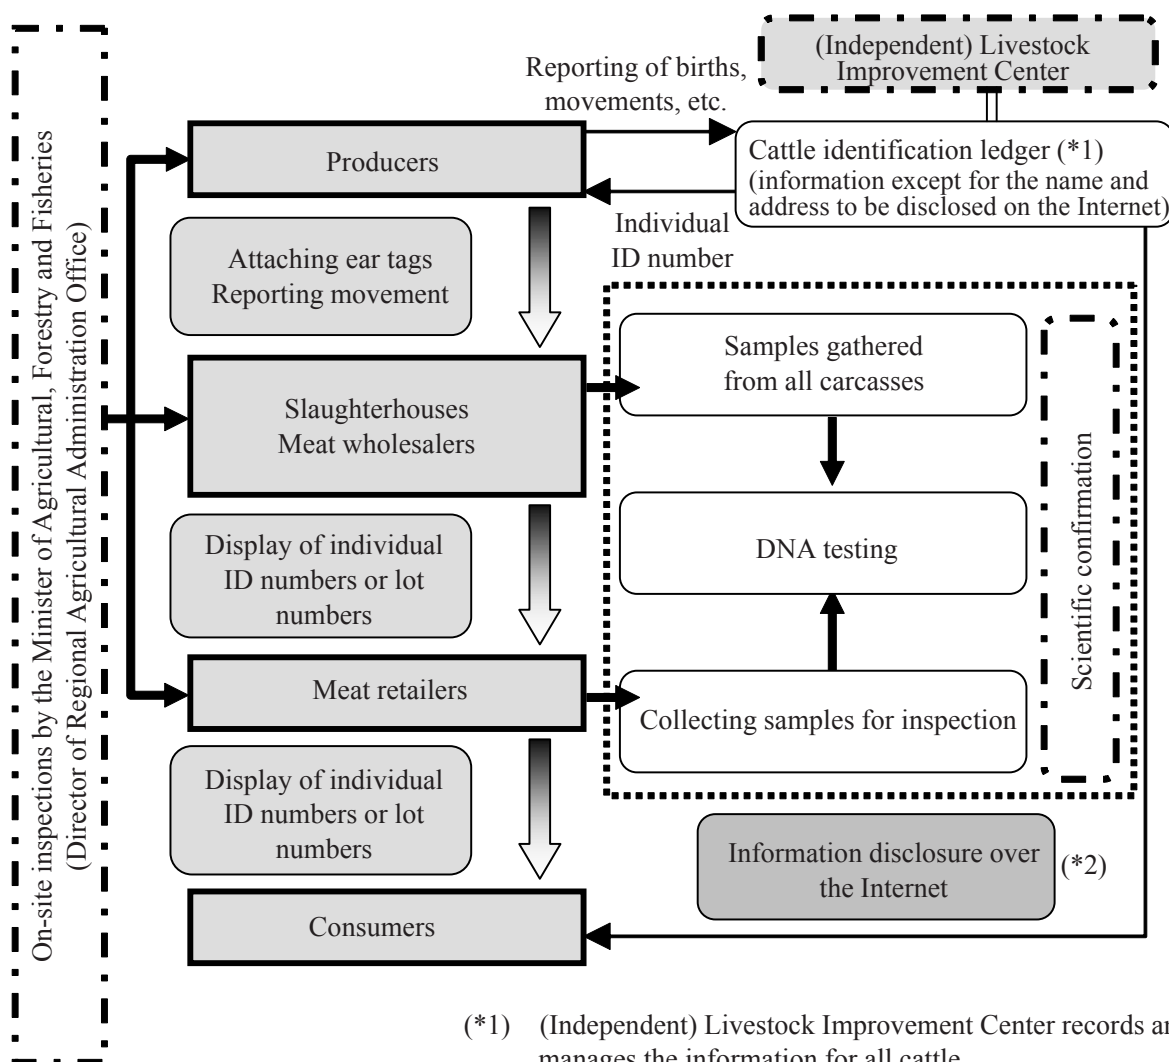 On-site inspections by the Minister of Agricultural, Forestry and Fisheries
(Director of Regional Agricultural Administration Office)
(Independent) Livestock
Improvement Center
Reporting of births,
movements, etc.
Producers
Cattle identification ledger (*1)
(information except for the name and
address to be disclosed on the Internet)
Individual
ID number
Attaching ear tags
Reporting movement
Samples gathered
from all carcasses
Slaughterhouses
Meat wholesalers
DNA testing
Scientific confirmation
Display of individual
ID numbers or lot
numbers
Meat retailers
Collecting samples for inspection
Display of individual
ID numbers or lot
numbers
Information disclosure over
the Internet
(*2)
Consumers
(*1) (Independent) Livestock Improvement Center records
manages the information for all cattle